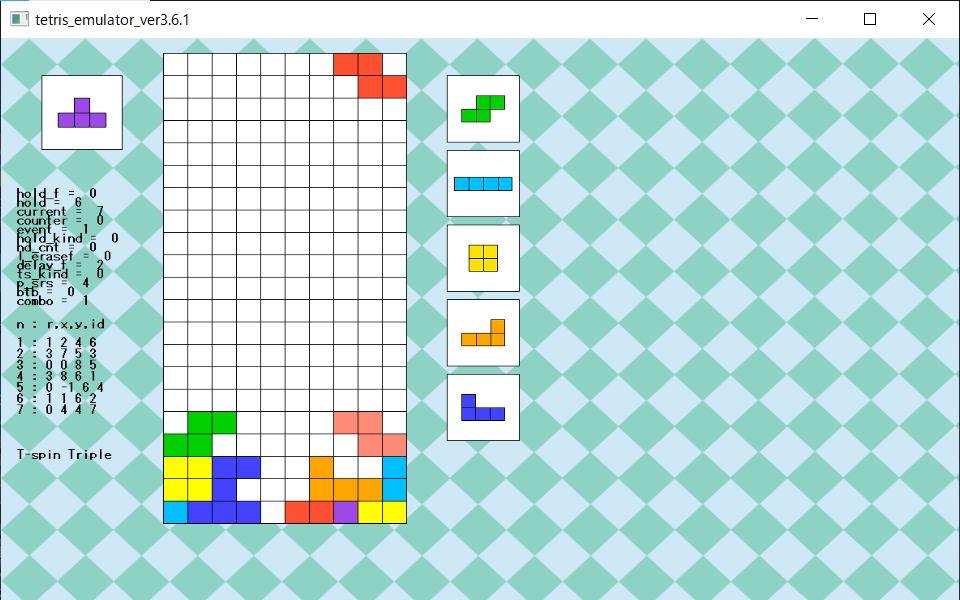 tetris_emulator_ver3.6.1
hold_f = 0
hold = 6
current = 7
counter = 0
event = 1
hold_kind = 0
hd_cnt = 0
l_erasef = 0
delay_f = 2
ts_kind = 0
p_srs = 4
btb = 0
combo = 1
n : r,x,y,id
1 : 1 2 4 6
2 : 3 7 5 3
3 : 0 0 8 5
4 : 3 8 6 1
5 : 0 -1 6 4
6 : 1 1 6 2
7 : 0 4 4 7
T-spin Triple